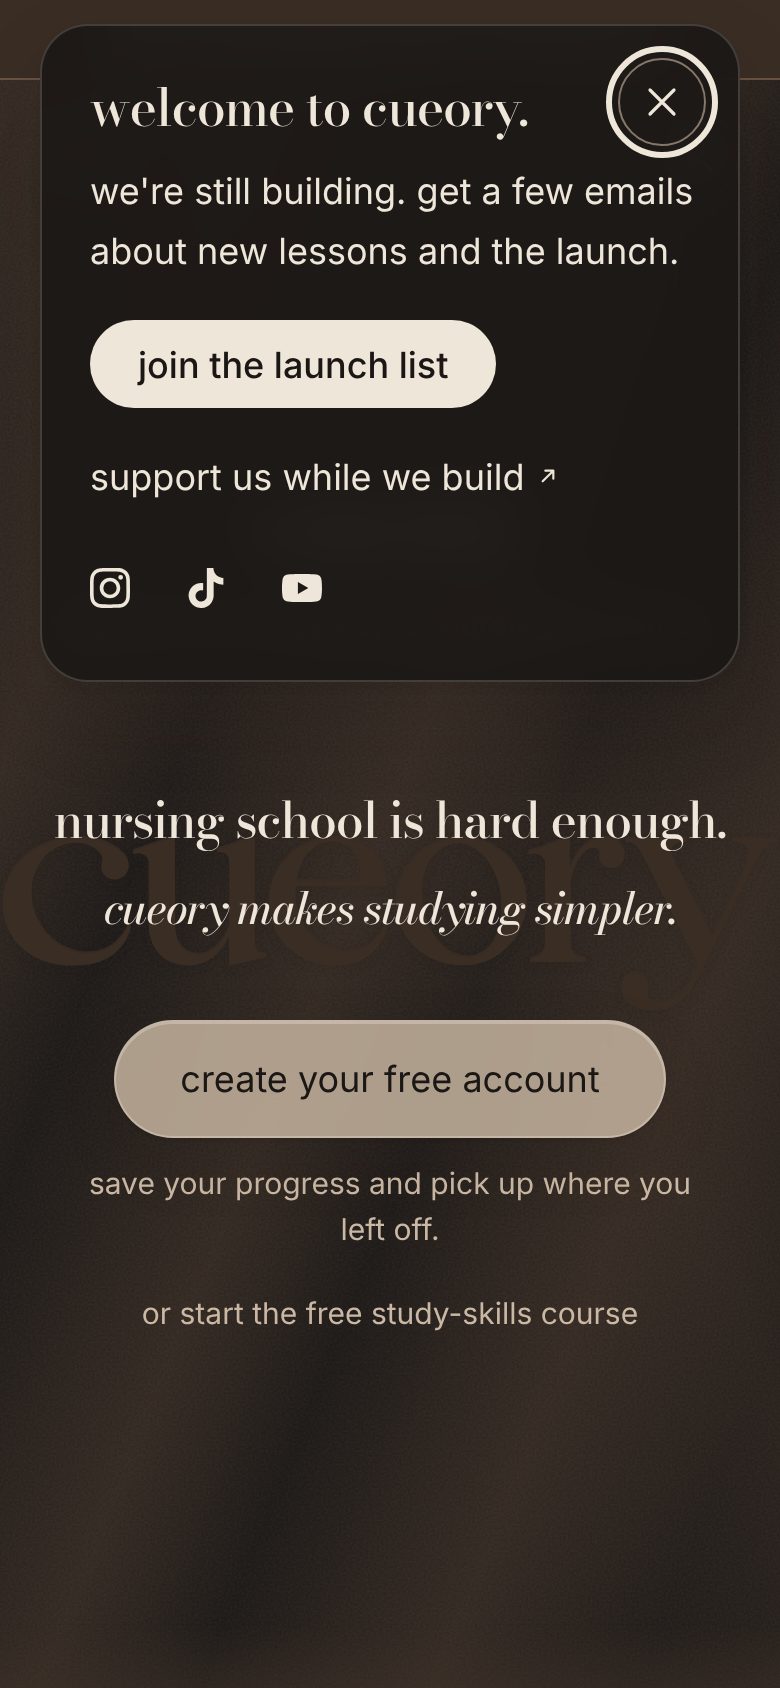 welcome to cueory.
we're still building. get a few emails
about new lessons and the launch.
join the launch list
support us while we build ↗
nursing school is hard enough.
cueory
cueory makes studying simpler.
create your free account
save your progress and pick up where you
left off.
or start the free study-skills course